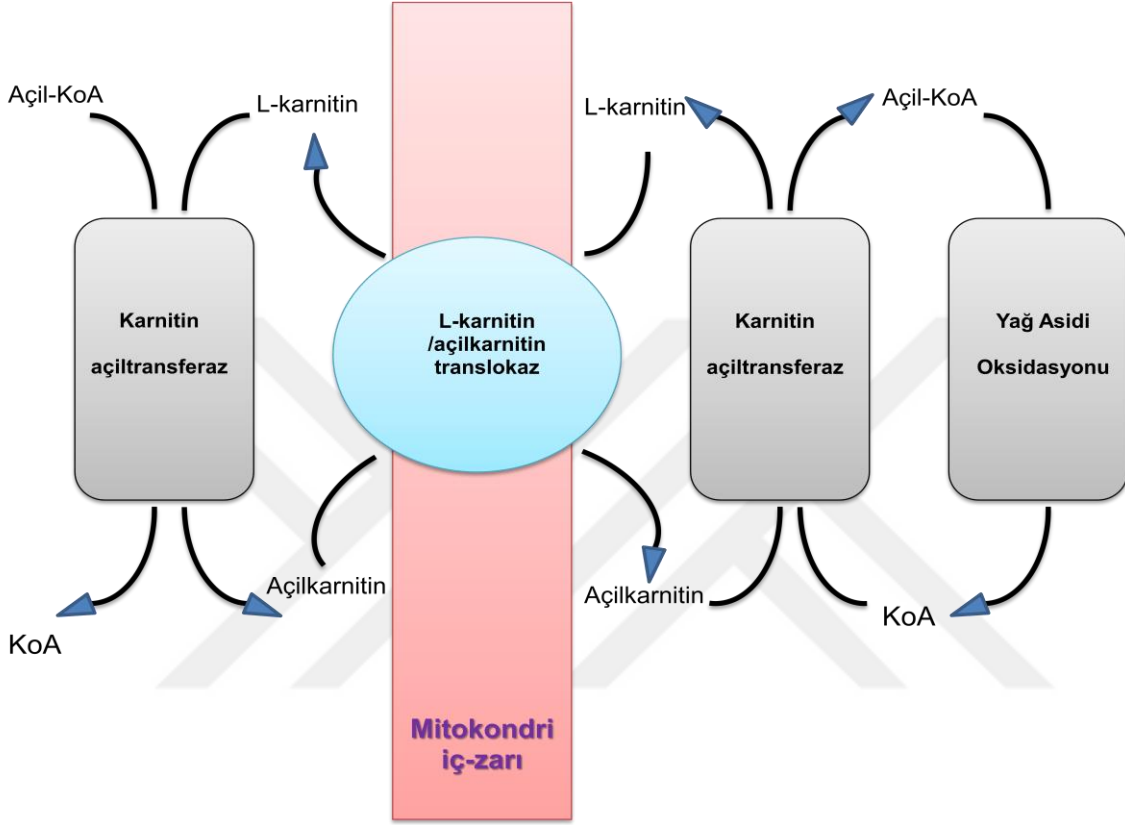 Açil-KoA
L-karnitin
L-karnitin
Açil-KoA
Karnitin
açiltransferaz
L-karnitin
/açilkarnitin
translokaz
Karnitin
açiltransferaz
Yağ Asidi
Oksidasyonu
Açilkarnitin
Açilkarnitin
KoA
KoA
Mitokondri
iç-zarı